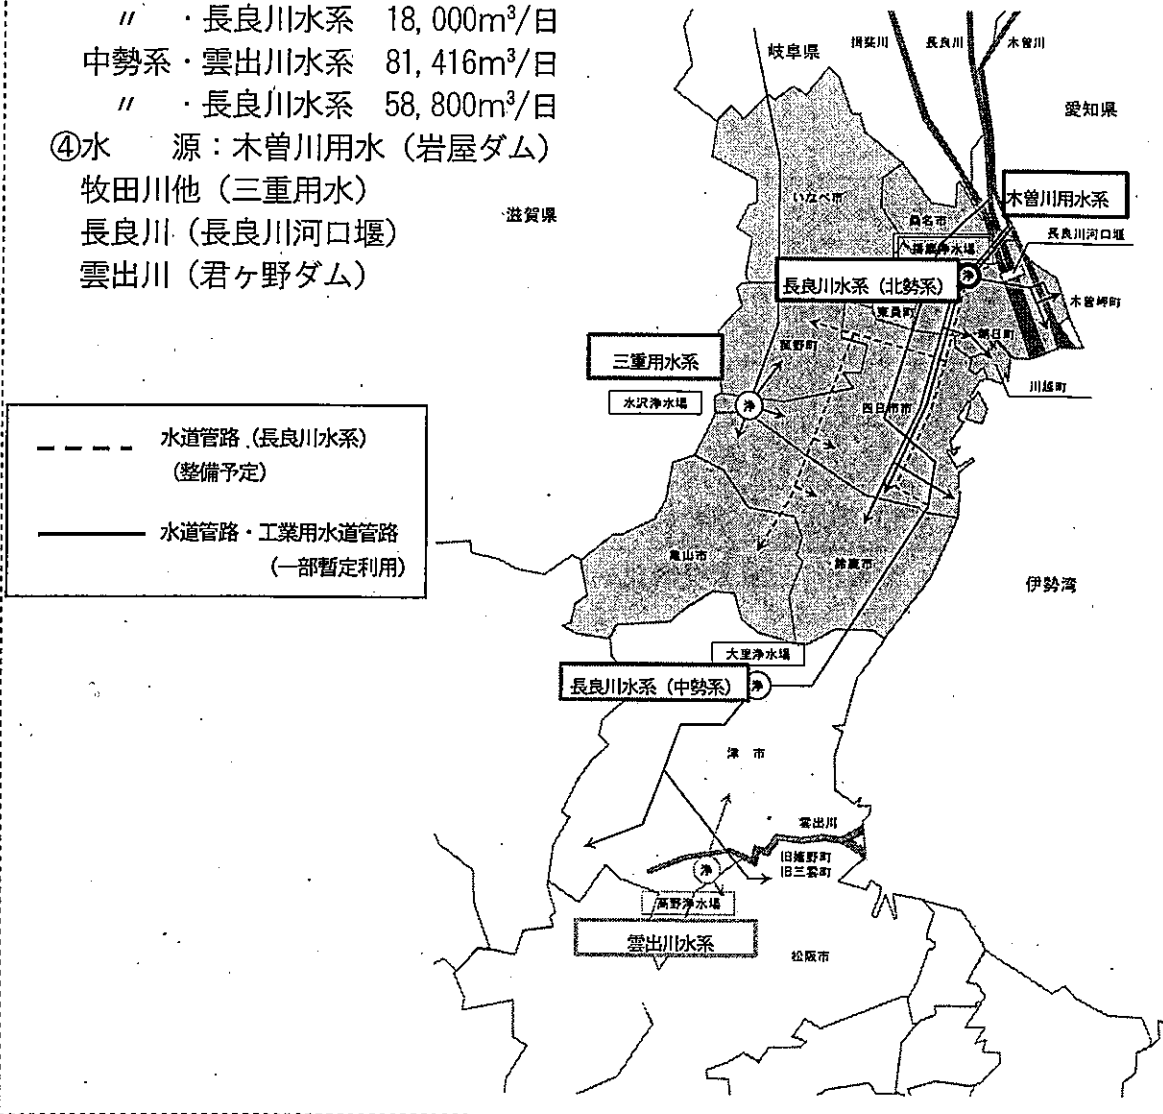 〃 ・長良川水系 18,000m³/日
中勢系・雲出川水系 81,416m³/日
〃 ・長良川水系 58,800m³/日
④水 源：木曽川用水（岩屋ダム）
牧田川他（三重用水）
長良川（長良川河口堰）
雲出川（君ヶ野ダム）
岐阜県
揖斐川
長良川
木曽川
愛知県
滋賀県
いなべ市
桑名市
木曽川用水系
長良川河口堰
播磨浄水場
長良川水系（北勢系）
浄
木曽岬町
東員町
朝日町
菰野町
三重用水系
川越町
水沢浄水場
浄
四日市市
水道管路（長良川水系）
（整備予定）
水道管路・工業用水道管路
（一部暫定利用）
亀山市
鈴鹿市
伊勢湾
大里浄水場
長良川水系（中勢系）
浄
津 市
雲出川
旧嬉野町
旧三雲町
浄
高野浄水場
雲出川水系
松阪市